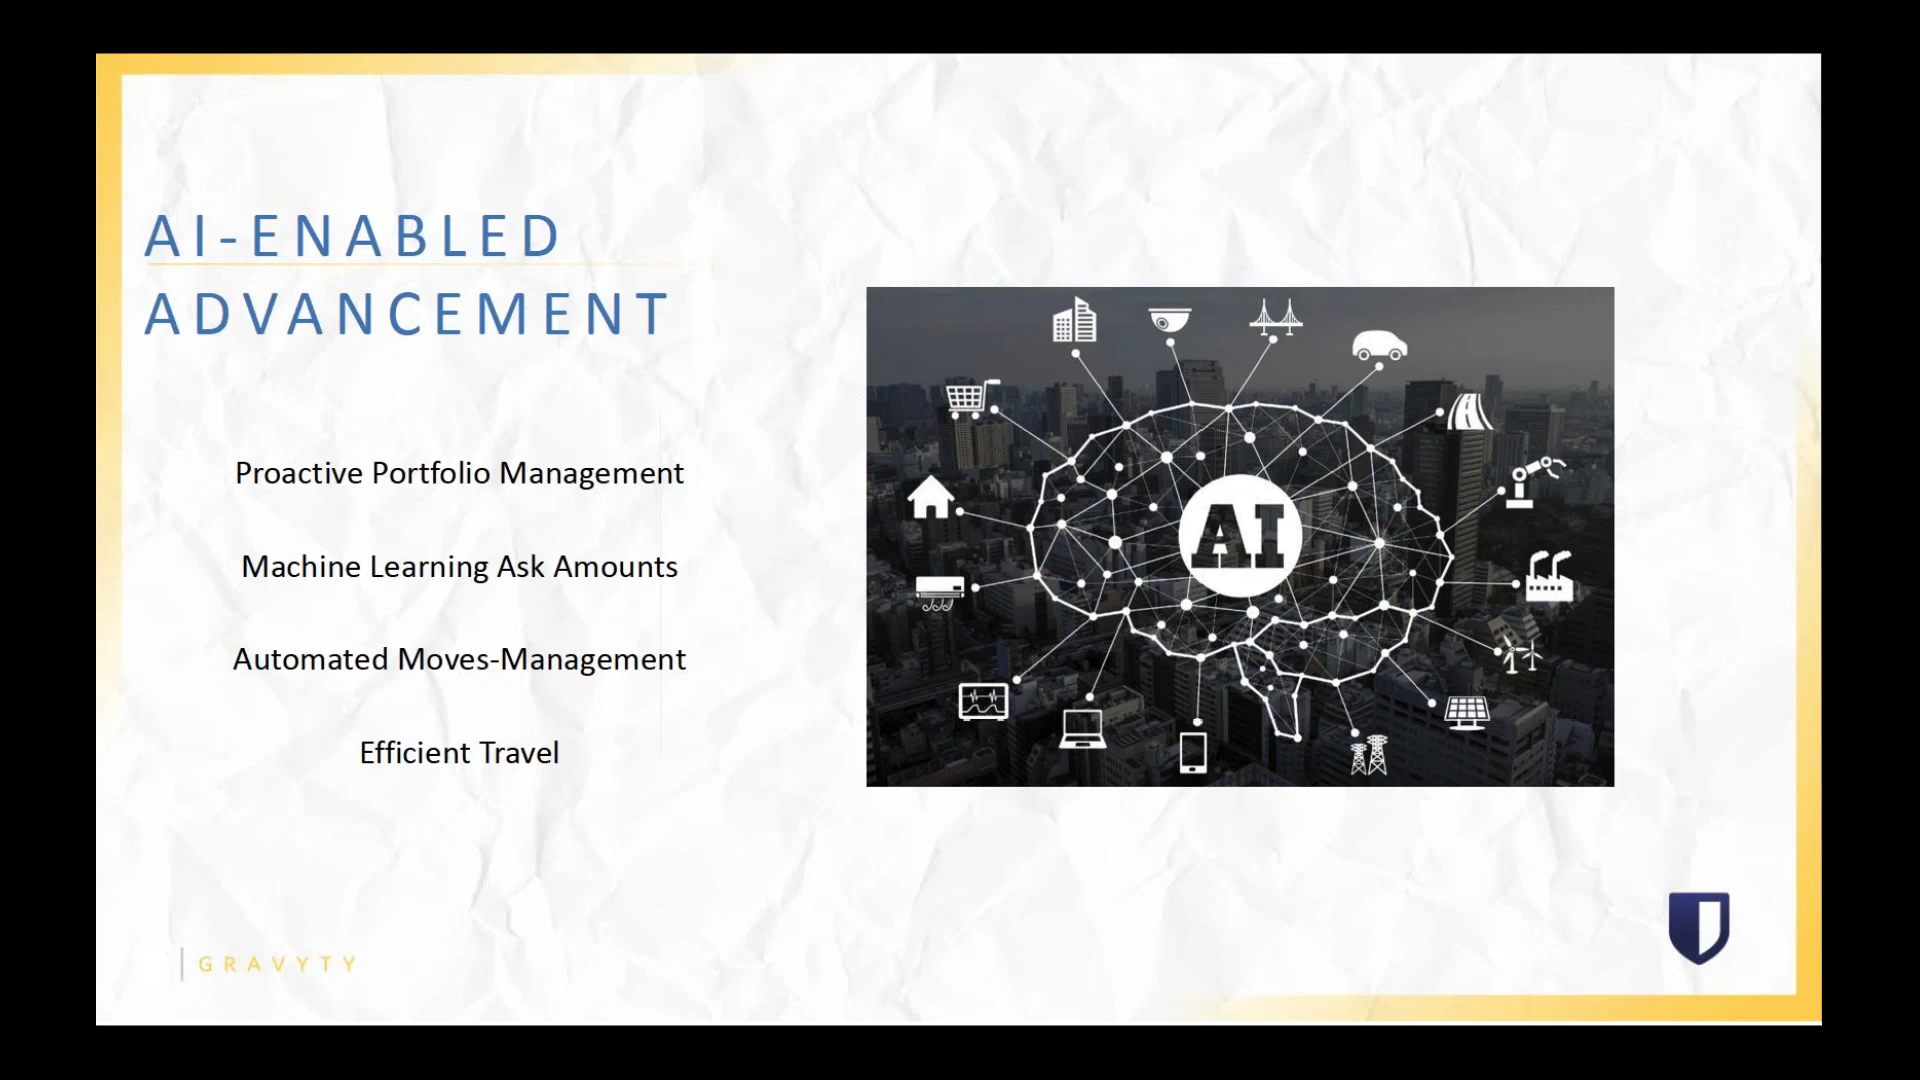 AI-ENABLED
ADVANCEMENT
Proactive Portfolio Management
Machine Learning Ask Amounts
Automated Moves-Management
Efficient Travel
AI
GRAVYTY